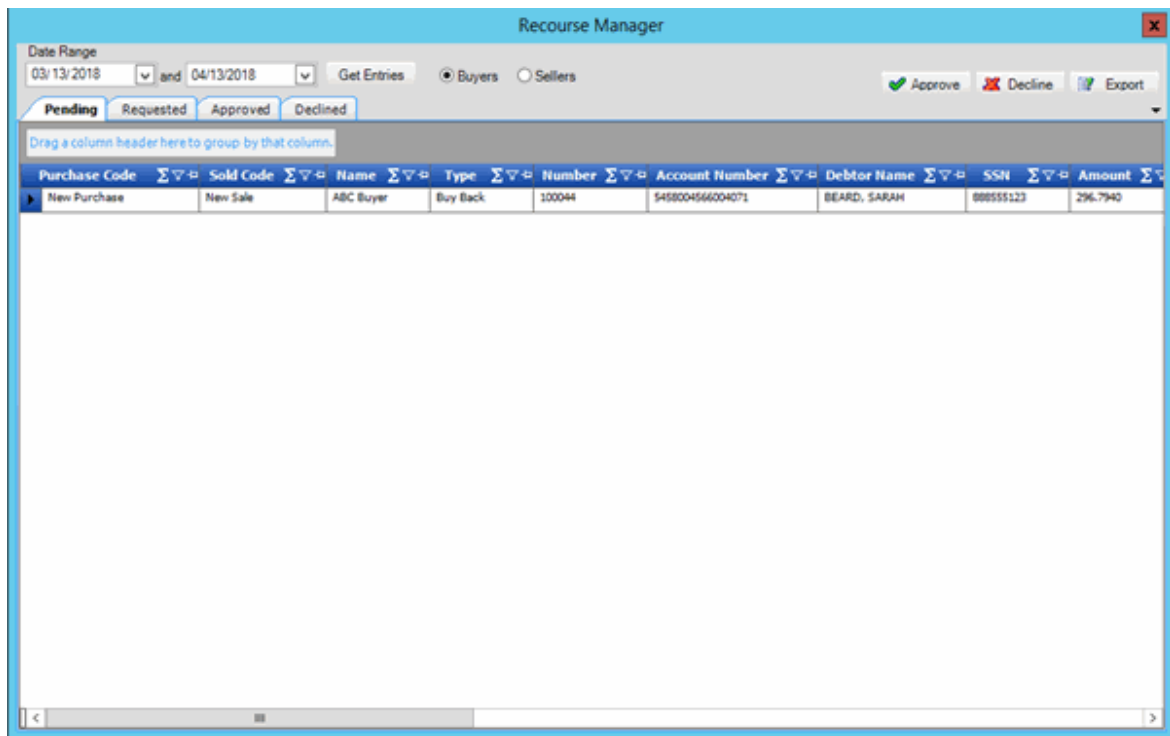 Recourse Manager
Date Range
03/13/2018 and 04/13/2018 Get Entries Buyers Sellers
Approve Decline Export
Pending Requested Approved Declined
Drag a column header here to group by that column.
Purchase Code Sold Code Name Type Number Account Number Debtor Name SSN Amount
New Purchase New Sale ABC Buyer Buy Back 100044 5458004566004071 BEARD, SARAH 888555123 296.7940